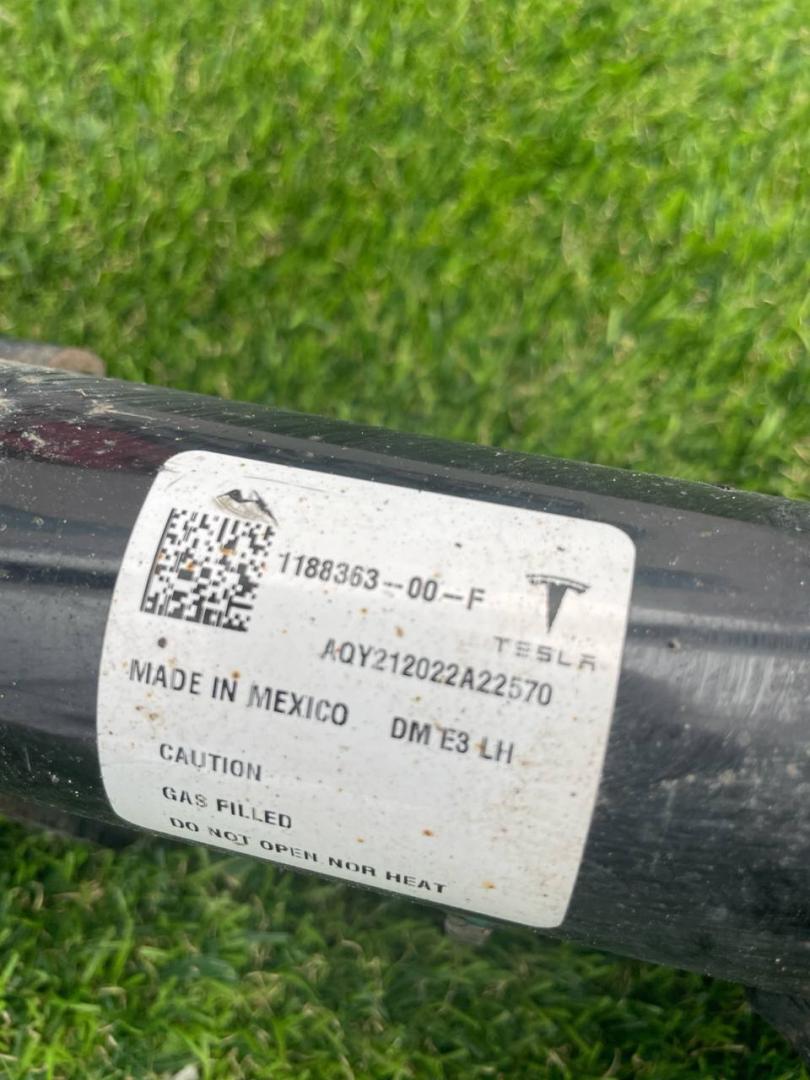 1188363-00-F
TESLA
AQY212022A22570
MADE IN MEXICO DM E3 LH
CAUTION
GAS FILLED
DO NOT OPEN NOR HEAT